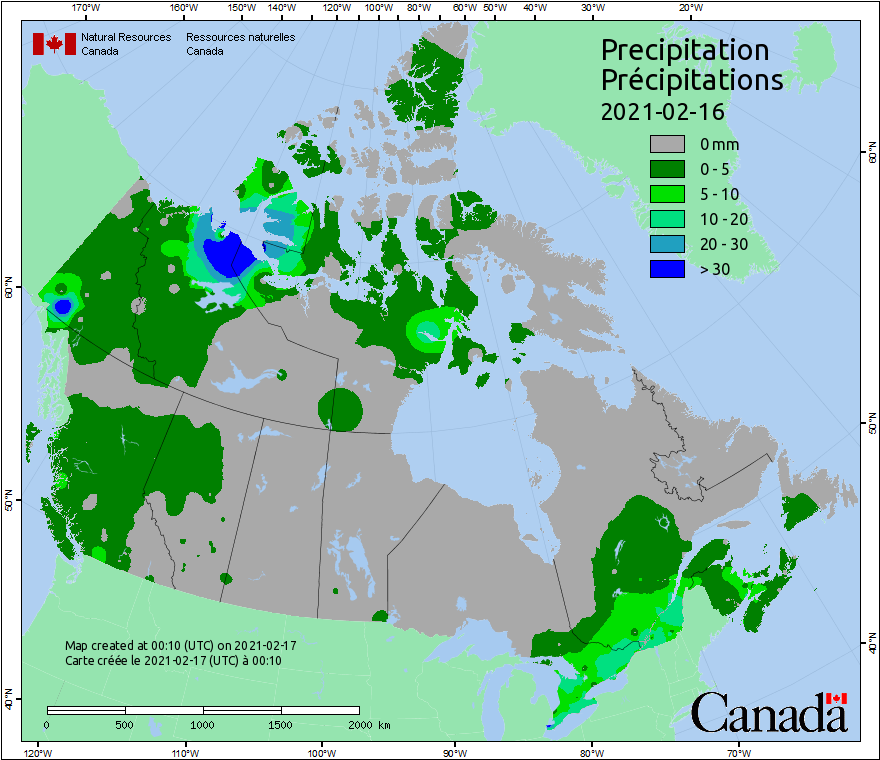 170°W 160°W 150°W 140°W 120°W 100°W 80°W 60°W 50°W 40°W 30°W 20°W
Natural Resources Ressources naturelles
Canada Canada
Precipitation
Précipitations
2021-02-16
0 mm
0 - 5
5 - 10
10 - 20
20 - 30
> 30
60°N
60°N
50°N
50°N
40°N
40°N
Map created at 00:10 (UTC) on 2021-02-17
Carte créée le 2021-02-17 (UTC) à 00:10
0 500 1000 1500 2000 km
Canada
120°W 110°W 100°W 90°W 80°W 70°W